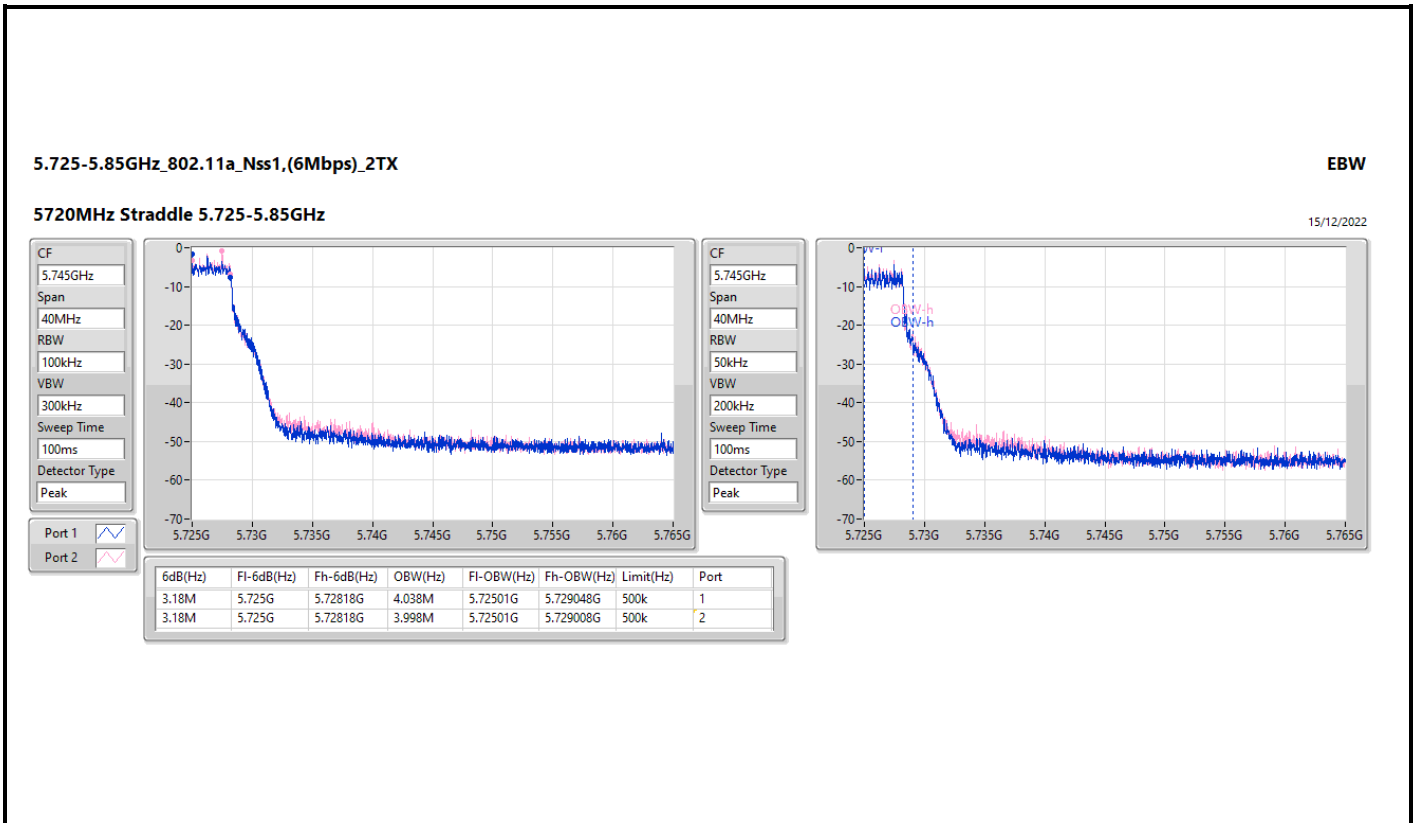 5.725-5.85GHz_802.11a_Nss1,(6Mbps)_2TX
EBW
5720MHz Straddle 5.725-5.85GHz
15/12/2022
CF
5.745GHz
Span
40MHz
RBW
100kHz
VBW
300kHz
Sweep Time
100ms
Detector Type
Peak
Port 1
Port 2
0
-10
-20
-30
-40
-50
-60
-70
5.725G 5.73G 5.735G 5.74G 5.745G 5.75G 5.755G 5.76G 5.765G
CF
5.745GHz
Span
40MHz
RBW
50kHz
VBW
200kHz
Sweep Time
100ms
Detector Type
Peak
0
-10
-20
-30
-40
-50
-60
-70
OBW-h
OBW-h
5.725G 5.73G 5.735G 5.74G 5.745G 5.75G 5.755G 5.76G 5.765G
6dB(Hz) Fl-6dB(Hz) Fh-6dB(Hz) OBW(Hz) Fl-OBW(Hz) Fh-OBW(Hz) Limit(Hz) Port
3.18M 5.725G 5.72818G 4.038M 5.72501G 5.729048G 500k 1
3.18M 5.725G 5.72818G 3.998M 5.72501G 5.729008G 500k 2